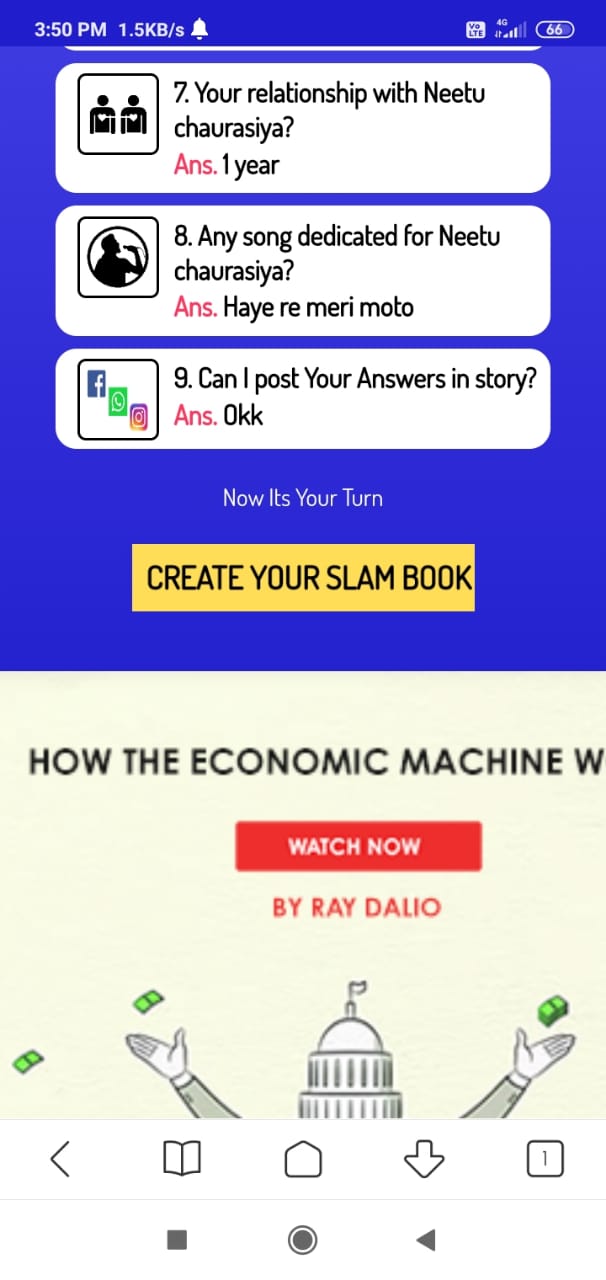 3:50 PM 1.5KB/s 4G 66
Vo LTE
7. Your relationship with Neetu
chaurasiya?
Ans. 1 year
8. Any song dedicated for Neetu
chaurasiya?
Ans. Haye re meri moto
9. Can I post Your Answers in story?
Ans. Okk
Now Its Your Turn
CREATE YOUR SLAM BOOK
HOW THE ECONOMIC MACHINE W
WATCH NOW
BY RAY DALIO
1